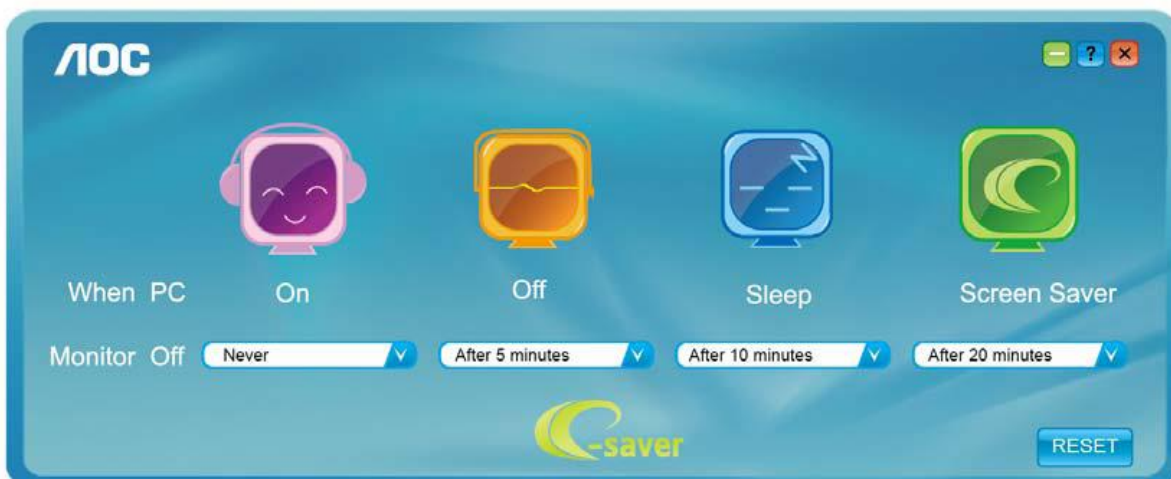 AOC
?
When PC On Off Sleep Screen Saver
Monitor Off Never After 5 minutes After 10 minutes After 20 minutes
e-saver
RESET